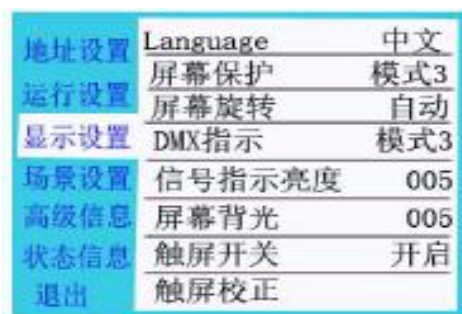 地址设置
运行设置
显示设置
场景设置
高级信息
状态信息
退出
Language 中文
屏幕保护 模式3
屏幕旋转 自动
DMX指示 模式3
信号指示亮度 005
屏幕背光 005
触屏开关 开启
触屏校正